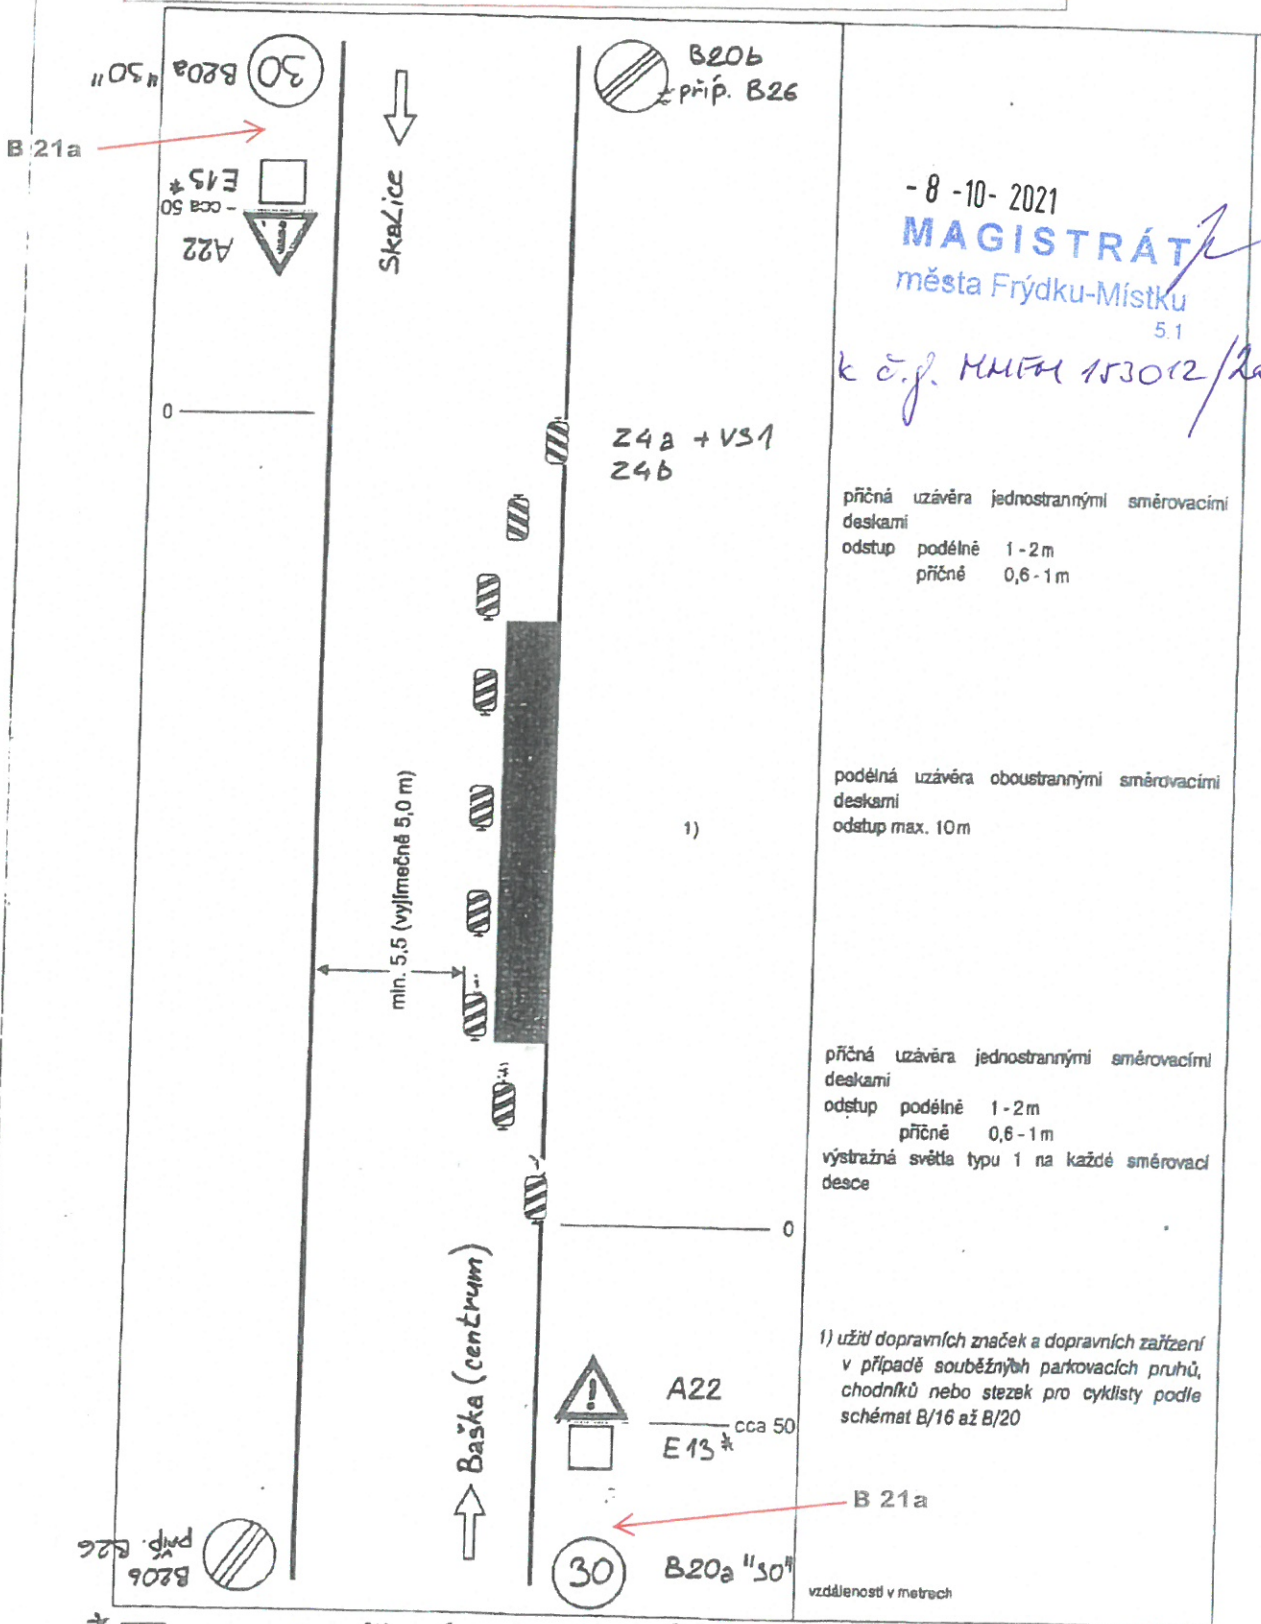 B20a "30"
30
B20b
příp. B26
B 21a
E13*
cca 50
A22
Skalice
- 8 -10- 2021
MAGISTRÁT
města Frýdku-Místku
5.1
k č.j. MMFM 153012/
0
Z4a + VS1
Z4b
příčná uzávěra jednostrannými směrovacími
deskami
odstup podélně 1 - 2 m
příčně 0,6 - 1 m
podélná uzávěra oboustrannými směrovacími
deskami
odstup max. 10 m
1)
min. 5,5 (vyjímečně 5,0 m)
příčná uzávěra jednostrannými směrovacími
deskami
odstup podélně 1 - 2 m
příčně 0,6 - 1 m
výstražná světla typu 1 na každé směrovací
desce
0
Baška (centrum)
1) užití dopravních značek a dopravních zařízení
v případě souběžných parkovacích pruhů,
chodníků nebo stezek pro cyklisty podle
schémat B/16 až B/20
A22
cca 50
E13*
B 21a
30
B20a "30"
B20b
příp. B26
vzdálenosti v metrech
*